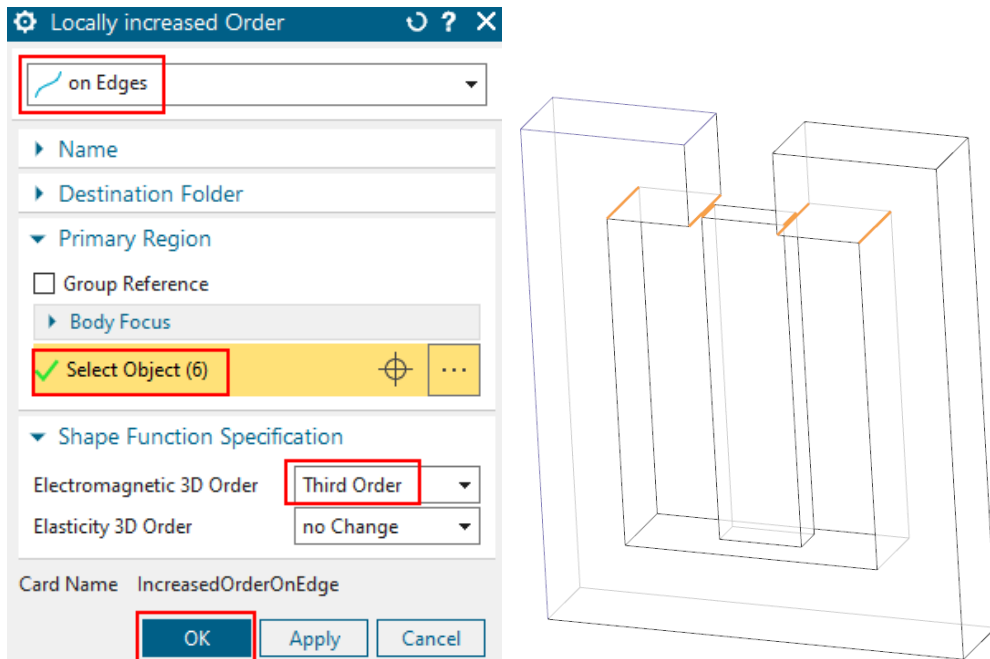 Locally increased Order
on Edges
Name
Destination Folder
Primary Region
Group Reference
Body Focus
Select Object (6)
Shape Function Specification
Electromagnetic 3D Order Third Order
Elasticity 3D Order no Change
Card Name IncreasedOrderOnEdge
OK Apply Cancel